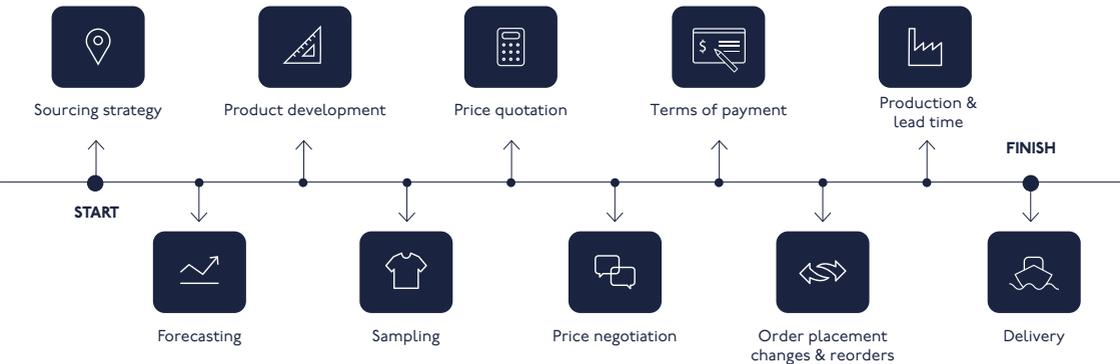 $
Sourcing strategy
Product development
Price quotation
Terms of payment
Production &
lead time
FINISH
START
Forecasting
Sampling
Price negotiation
Order placement
changes & reorders
Delivery